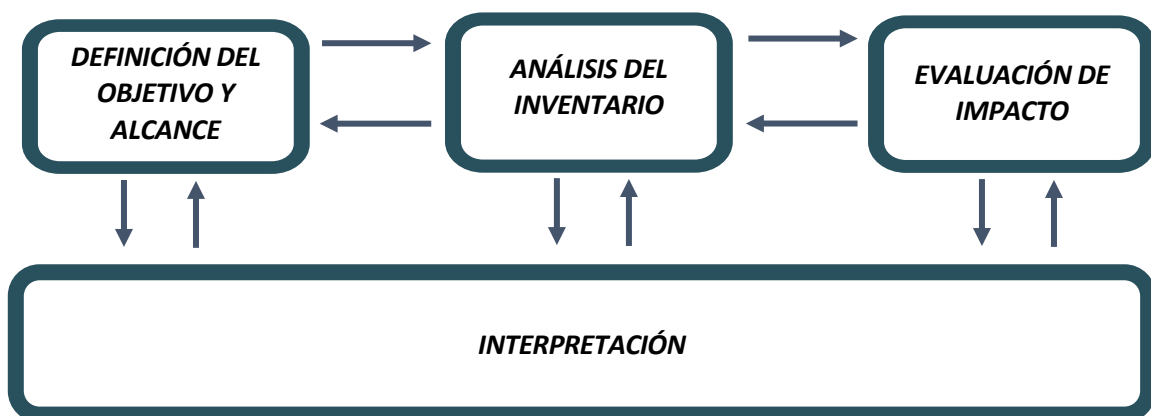 DEFINICIÓN DEL
OBJETIVO Y
ALCANCE
ANÁLISIS DEL
INVENTARIO
EVALUACIÓN DE
IMPACTO
INTERPRETACIÓN